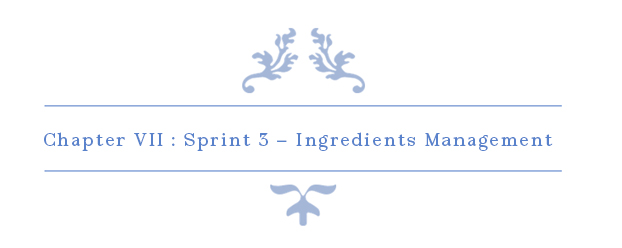 Chapter VII : Sprint 3 – Ingredients Management